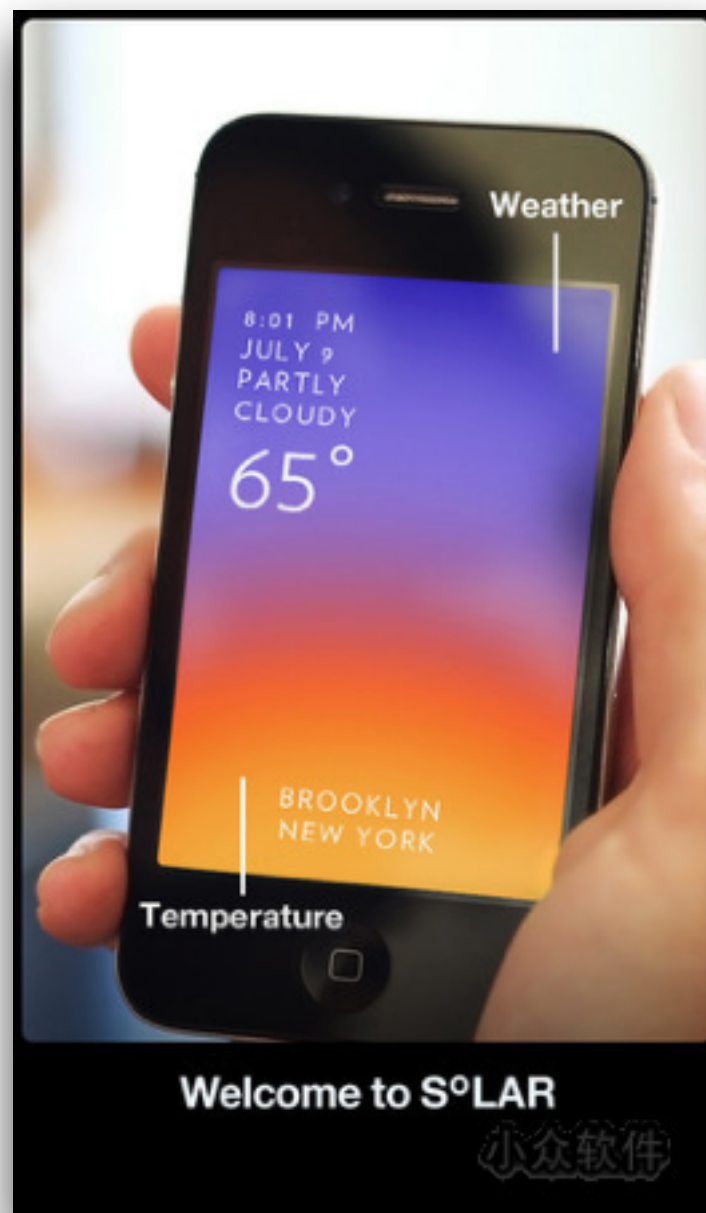 Weather
8:01 PM
JULY 9
PARTLY
CLOUDY
65°
BROOKLYN
NEW YORK
Temperature
Welcome to SºLAR
小众软件